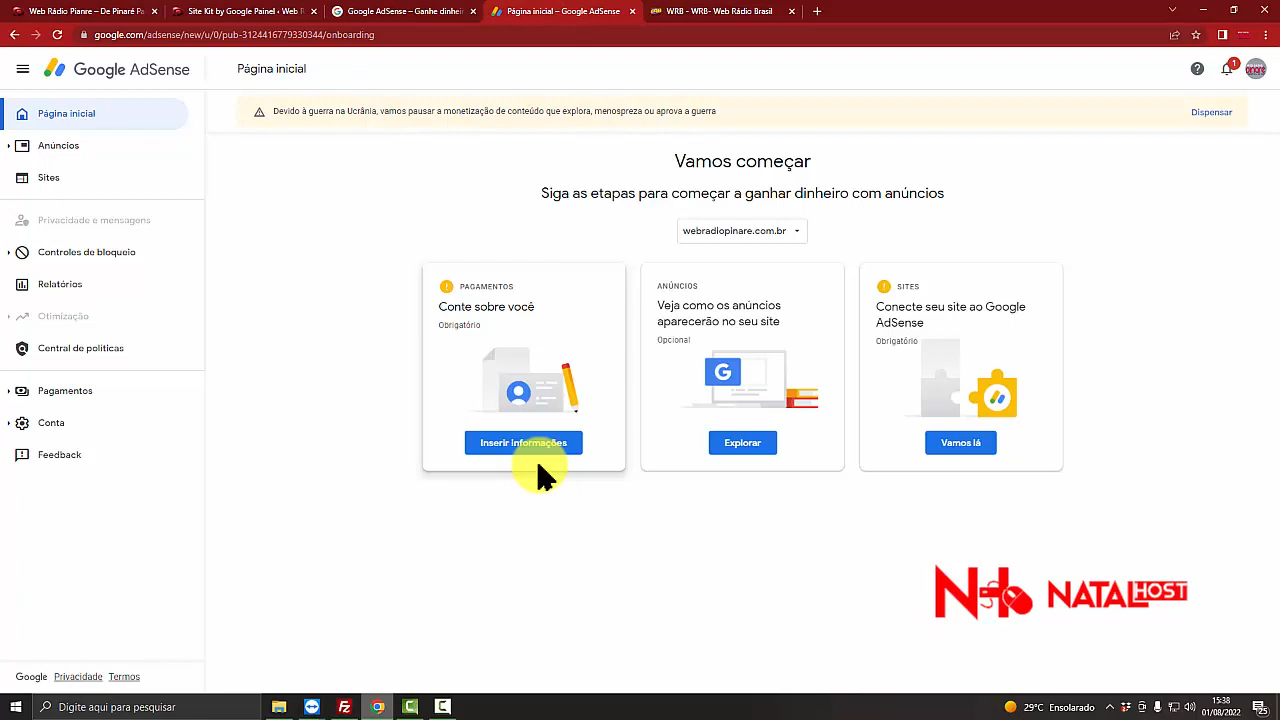 Web Rádio Pianre – De Pinaré Pa
Site Kit by Google Painel ‹ Web R
Google AdSense – Ganhe dinhei
Página inicial – Google AdSense
WRB - WRB- Web Rádio Brasil
google.com/adsense/new/u/0/pub-3124416779330344/onboarding
Google AdSense
Página inicial
1
Devido à guerra na Ucrânia, vamos pausar a monetização de conteúdo que explora, menospreza ou aprova a guerra
Dispensar
Página inicial
Anúncios
Sites
Privacidade e mensagens
Controles de bloqueio
Relatórios
Otimização
Central de políticas
Pagamentos
Conta
Feedback
Vamos começar
Siga as etapas para começar a ganhar dinheiro com anúncios
webradiopinare.com.br
PAGAMENTOS
Conte sobre você
Obrigatório
Inserir informações
ANÚNCIOS
Veja como os anúncios
aparecerão no seu site
Opcional
G
Explorar
SITES
Conecte seu site ao Google
AdSense
Obrigatório
Vamos lá
NATALHOST
Google Privacidade Termos
Digite aqui para pesquisar
29°C Ensolarado
15:38
01/08/2022